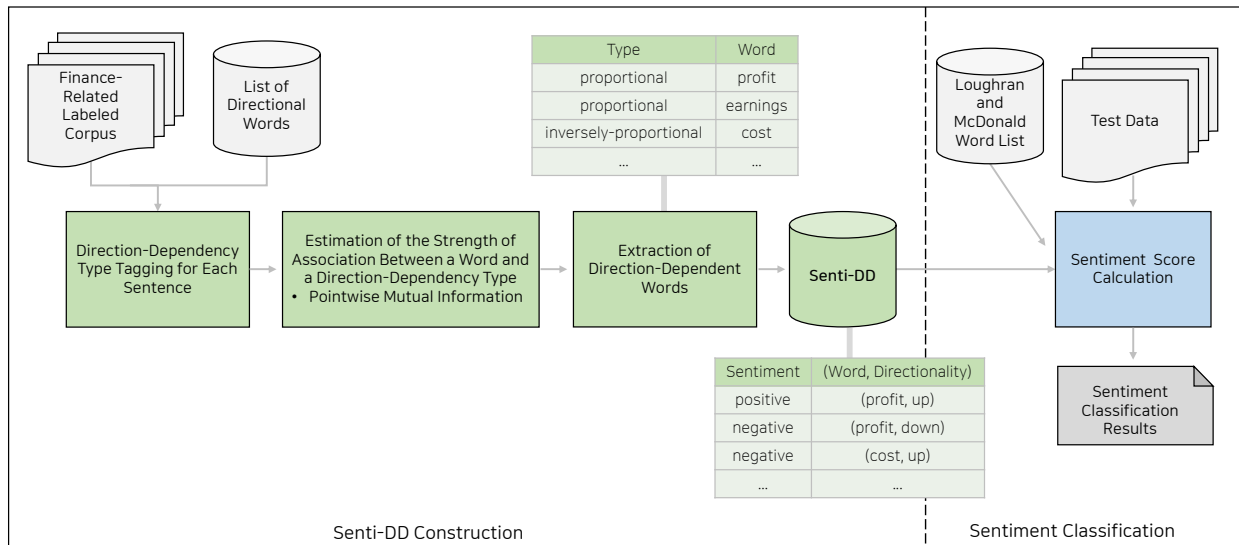 Finance-
Related
Labeled
Corpus
List of
Directional
Words
Type Word
proportional profit
proportional earnings
inversely-proportional cost
... ...
Loughran
and
McDonald
Word List
Test Data
Direction-Dependency
Type Tagging for Each
Sentence
Estimation of the Strength of
Association Between a Word and
a Direction-Dependency Type
• Pointwise Mutual Information
Extraction of
Direction-Dependent
Words
Senti-DD
Sentiment Score
Calculation
Sentiment (Word, Directionality)
positive (profit, up)
negative (profit, down)
negative (cost, up)
... ...
Sentiment
Classification
Results
Senti-DD Construction
Sentiment Classification